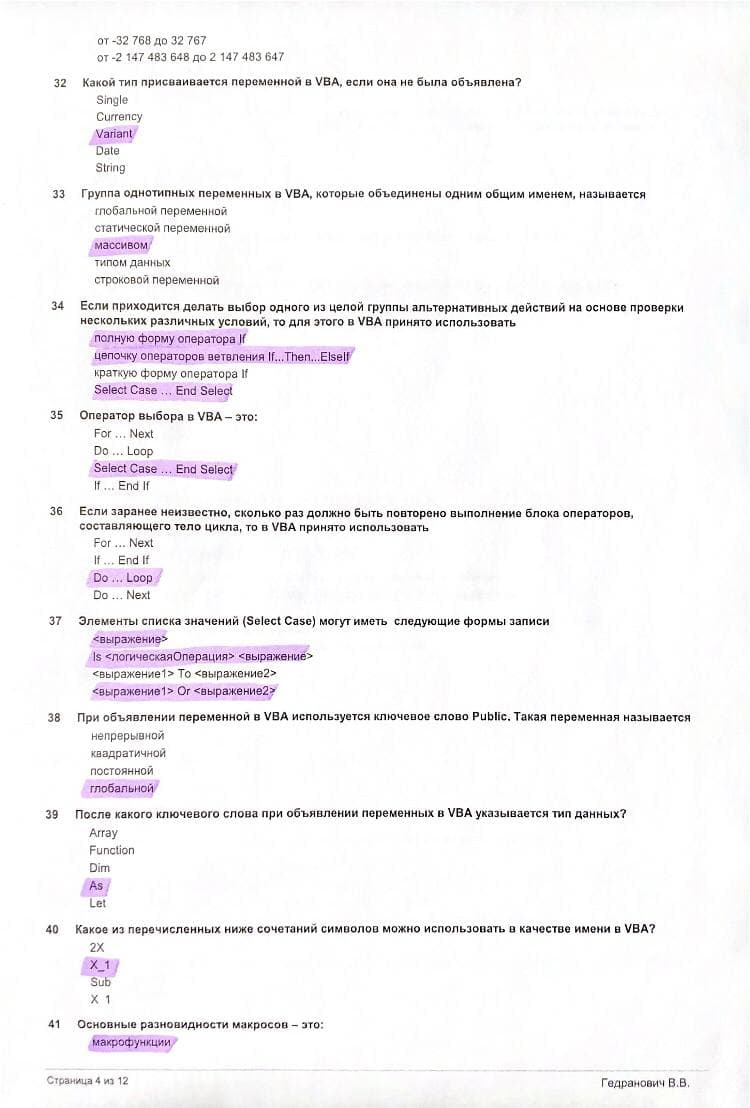 от -32 768 до 32 767
от -2 147 483 648 до 2 147 483 647
32 Какой тип присваивается переменной в VBA, если она не была объявлена?
Single
Currency
Variant
Date
String
33 Группа однотипных переменных в VBA, которые объединены одним общим именем, называется
глобальной переменной
статической переменной
массивом
типом данных
строковой переменной
34 Если приходится делать выбор одного из целой группы альтернативных действий на основе проверки
нескольких различных условий, то для этого в VBA принято использовать
полную форму оператора If
цепочку операторов ветвления If...Then...ElseIf
краткую форму оператора If
Select Case ... End Select
35 Оператор выбора в VBA – это:
For ... Next
Do ... Loop
Select Case ... End Select
If ... End If
36 Если заранее неизвестно, сколько раз должно быть повторено выполнение блока операторов,
составляющего тело цикла, то в VBA принято использовать
For ... Next
If ... End If
Do ... Loop
Do ... Next
37 Элементы списка значений (Select Case) могут иметь следующие формы записи
<выражение>
Is <логическаяОперация> <выражение>
<выражение1> To <выражение2>
<выражение1> Or <выражение2>
38 При объявлении переменной в VBA используется ключевое слово Public. Такая переменная называется
непрерывной
квадратичной
постоянной
глобальной
39 После какого ключевого слова при объявлении переменных в VBA указывается тип данных?
Array
Function
Dim
As
Let
40 Какое из перечисленных ниже сочетаний символов можно использовать в качестве имени в VBA?
2X
X_1
Sub
X 1
41 Основные разновидности макросов – это:
макрофункции
Страница 4 из 12 Гедранович В.В.